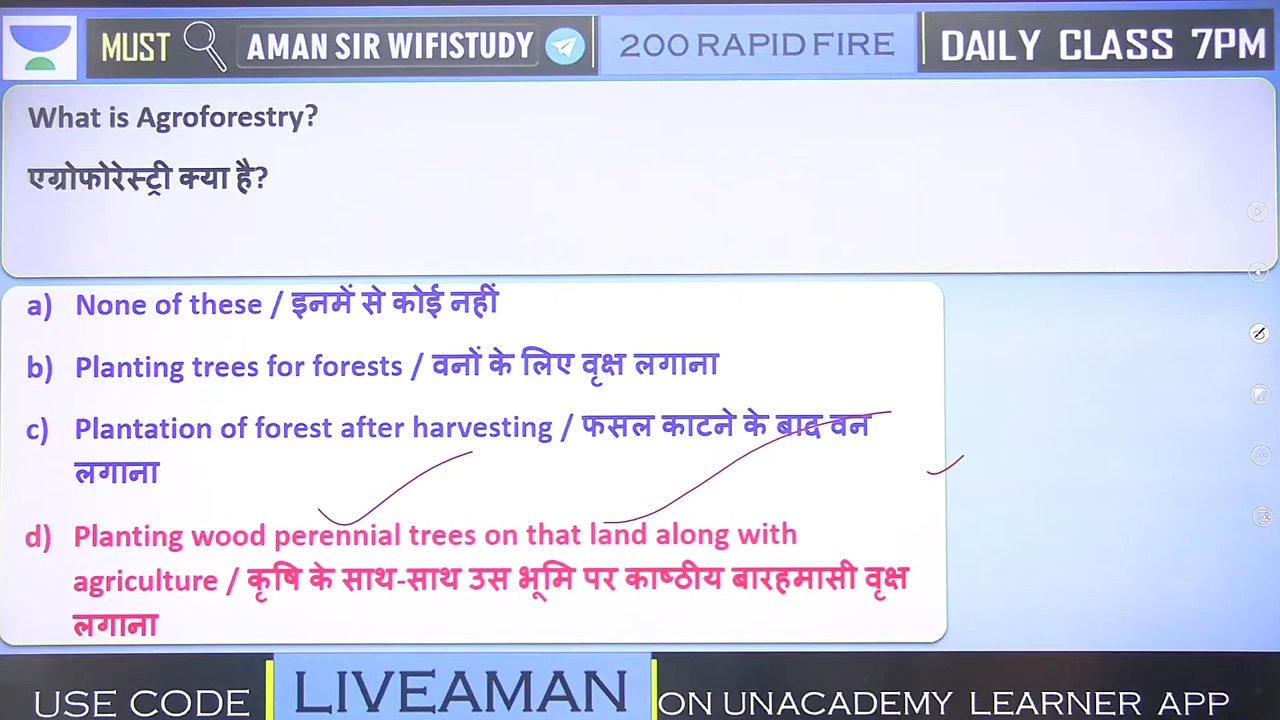 MUST AMAN SIR WIFISTUDY 200 RAPID FIRE DAILY CLASS 7PM
What is Agroforestry?
एग्रोफोरेस्ट्री क्या है?
a) None of these / इनमें से कोई नहीं
b) Planting trees for forests / वनों के लिए वृक्ष लगाना
c) Plantation of forest after harvesting / फसल काटने के बाद वन
लगाना
d) Planting wood perennial trees on that land along with
agriculture / कृषि के साथ-साथ उस भूमि पर काष्ठीय बारहमासी वृक्ष
लगाना
USE CODE LIVEAMAN ON UNACADEMY LEARNER APP